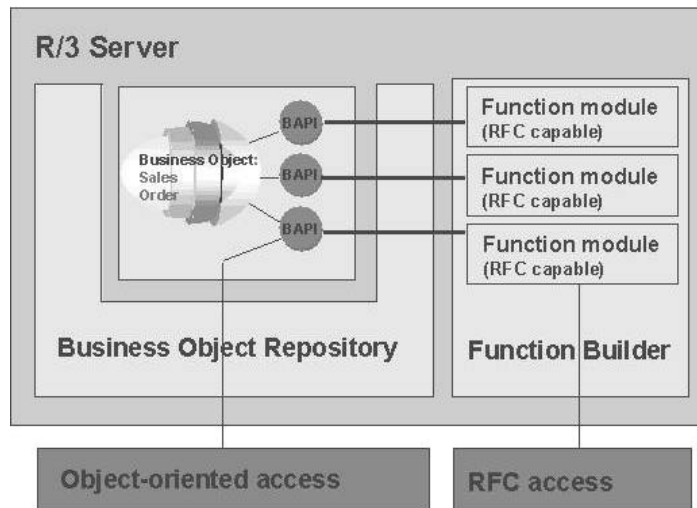 R/3 Server
Business Object:
Sales
Order
BAPI
BAPI
BAPI
Business Object Repository
Function module
(RFC capable)
Function module
(RFC capable)
Function module
(RFC capable)
Function Builder
Object-oriented access
RFC access